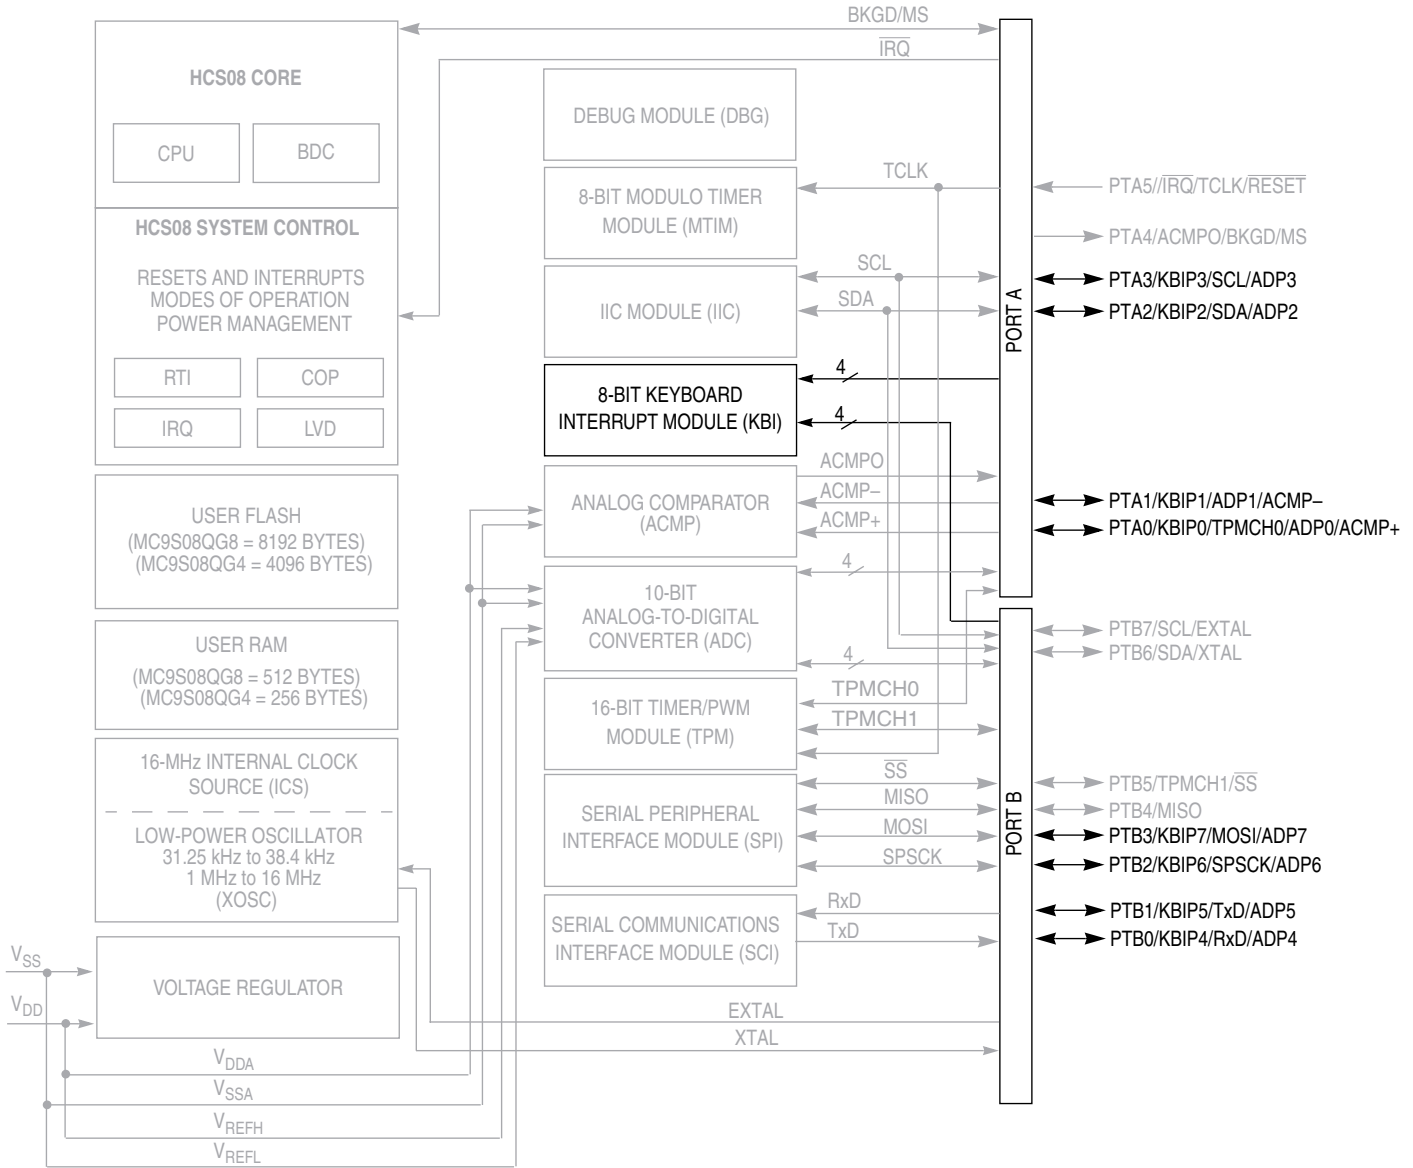 BKGD/MS
IRQ
HCS08 CORE
CPU
BDC
HCS08 SYSTEM CONTROL
RESETS AND INTERRUPTS
MODES OF OPERATION
POWER MANAGEMENT
RTI
COP
IRQ
LVD
USER FLASH
(MC9S08QG8 = 8192 BYTES)
(MC9S08QG4 = 4096 BYTES)
USER RAM
(MC9S08QG8 = 512 BYTES)
(MC9S08QG4 = 256 BYTES)
16-MHz INTERNAL CLOCK
SOURCE (ICS)
LOW-POWER OSCILLATOR
31.25 kHz to 38.4 kHz
1 MHz to 16 MHz
(XOSC)
VSS
VDD
VOLTAGE REGULATOR
VDDA
VSSA
VREFH
VREFL
DEBUG MODULE (DBG)
8-BIT MODULO TIMER
MODULE (MTIM)
TCLK
IIC MODULE (IIC)
SCL
SDA
8-BIT KEYBOARD
INTERRUPT MODULE (KBI)
4
4
ANALOG COMPARATOR
(ACMP)
ACMPO
ACMP–
ACMP+
10-BIT
ANALOG-TO-DIGITAL
CONVERTER (ADC)
4
4
16-BIT TIMER/PWM
MODULE (TPM)
TPMCH0
TPMCH1
SERIAL PERIPHERAL
INTERFACE MODULE (SPI)
SS
MISO
MOSI
SPSCK
SERIAL COMMUNICATIONS
INTERFACE MODULE (SCI)
RxD
TxD
EXTAL
XTAL
PORT A
PTA5//IRQ/TCLK/RESET
PTA4/ACMPO/BKGD/MS
PTA3/KBIP3/SCL/ADP3
PTA2/KBIP2/SDA/ADP2
PTA1/KBIP1/ADP1/ACMP–
PTA0/KBIP0/TPMCH0/ADP0/ACMP+
PORT B
PTB7/SCL/EXTAL
PTB6/SDA/XTAL
PTB5/TPMCH1/SS
PTB4/MISO
PTB3/KBIP7/MOSI/ADP7
PTB2/KBIP6/SPSCK/ADP6
PTB1/KBIP5/TxD/ADP5
PTB0/KBIP4/RxD/ADP4